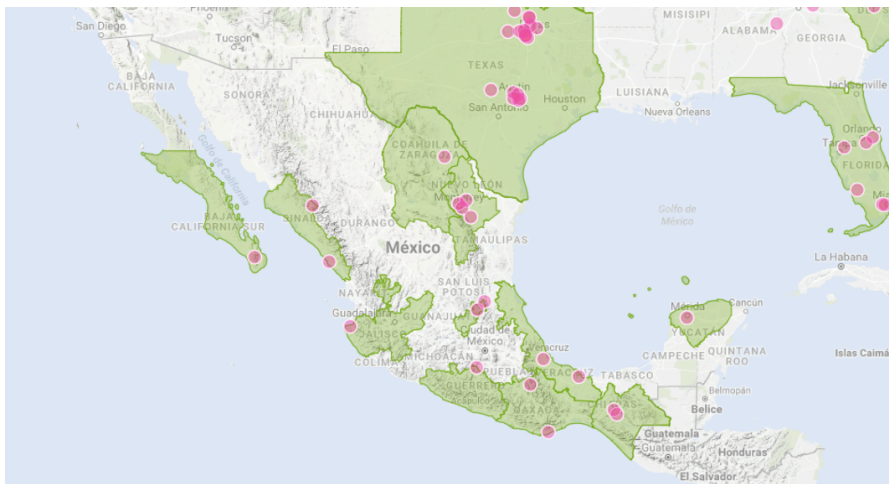 Phoenix
MISISIPI
San Diego
ALABAMA
GEORGIA
Tucson
El Paso
TEXAS
BAJA
CALIFORNIA
SONORA
Austin
LUISIANA
Jacksonville
San Antonio
Houston
Nueva Orleans
CHIHUAHUA
Orlando
Tampa
FLORIDA
Golfo de California
COAHUILA DE
ZARAGOZA
NUEVO LEÓN
Monterrey
BAJA
CALIFORNIA SUR
SINALOA
DURANGO
Golfo de
México
México
TAMAULIPAS
La Habana
SAN LUIS
POTOSÍ
NAYARIT
Mérida
Cancún
Guadalajara
GUANAJUATO
JALISCO
Ciudad de
México
YUCATÁN
Veracruz
COLIMA
MICHOACÁN
CAMPECHE
QUINTANA
ROO
Islas Caimá
PUEBLA
VERACRUZ
TABASCO
GUERRERO
Acapulco
OAXACA
CHIAPAS
Belmopán
Belice
Guatemala
Guatemala
Honduras
El Salvador